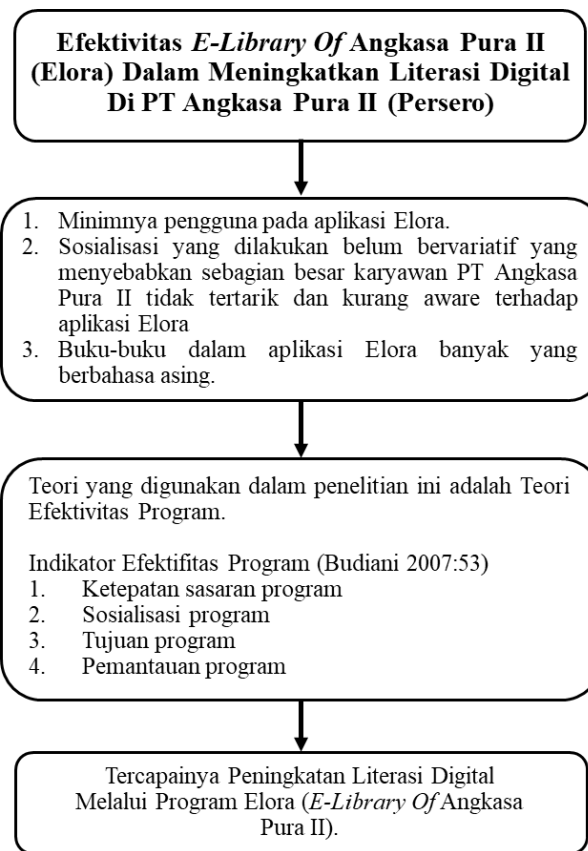 Efektivitas E-Library Of Angkasa Pura II
(Elora) Dalam Meningkatkan Literasi Digital
Di PT Angkasa Pura II (Persero)
1. Minimnya pengguna pada aplikasi Elora.
2. Sosialisasi yang dilakukan belum bervariatif yang
menyebabkan sebagian besar karyawan PT Angkasa
Pura II tidak tertarik dan kurang aware terhadap
aplikasi Elora
3. Buku-buku dalam aplikasi Elora banyak yang
berbahasa asing.
Teori yang digunakan dalam penelitian ini adalah Teori
Efektivitas Program.
Indikator Efektifitas Program (Budiani 2007:53)
1. Ketepatan sasaran program
2. Sosialisasi program
3. Tujuan program
4. Pemantauan program
Tercapainya Peningkatan Literasi Digital
Melalui Program Elora (E-Library Of Angkasa
Pura II).